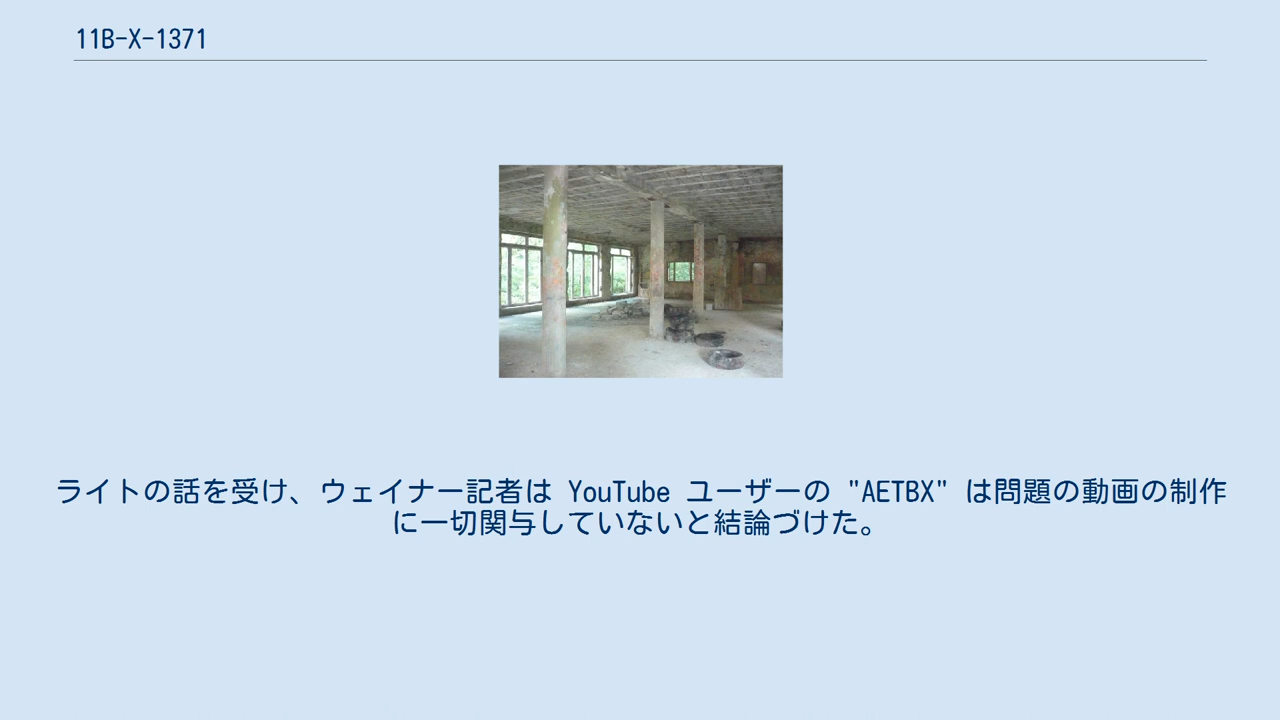 11B-X-1371
ライトの話を受け、ウェイナー記者は YouTube ユーザーの "AETBX" は問題の動画の制作
に一切関与していないと結論づけた。